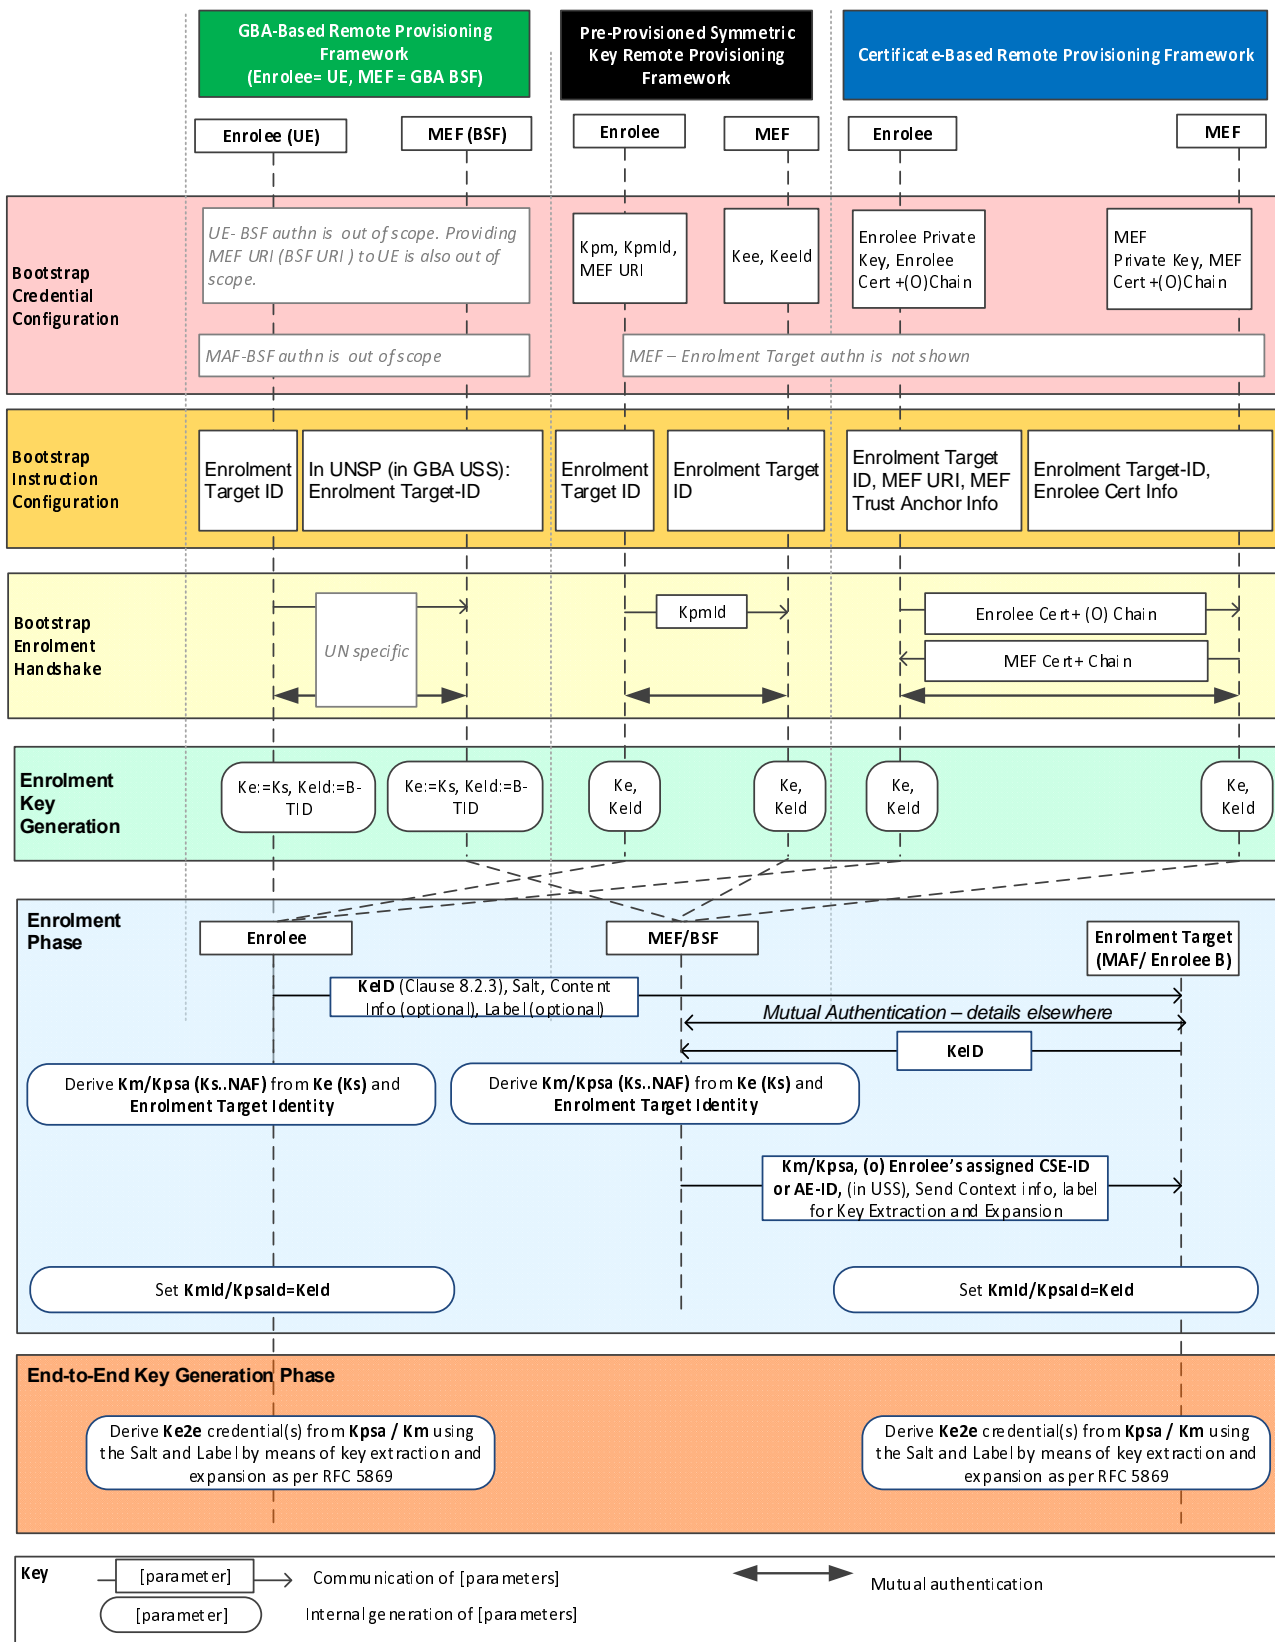 GBA-Based Remote Provisioning
Framework
(Enrolee= UE, MEF = GBA BSF)
Pre-Provisioned Symmetric
Key Remote Provisioning
Framework
Certificate-Based Remote Provisioning Framework
Enrolee (UE)
MEF (BSF)
Enrolee
MEF
Enrolee
MEF
Bootstrap
Credential
Configuration
UE- BSF authn is out of scope. Providing
MEF URI (BSF URI ) to UE is also out of
scope.
Kpm, KpmId,
MEF URI
Kee, KeeId
Enrolee Private
Key, Enrolee
Cert +(O)Chain
MEF
Private Key, MEF
Cert +(O)Chain
MAF-BSF authn is out of scope
MEF – Enrolment Target authn is not shown
Bootstrap
Instruction
Configuration
Enrolment
Target ID
In UNSP (in GBA USS):
Enrolment Target-ID
Enrolment
Target ID
Enrolment Target
ID
Enrolment Target
ID, MEF URI, MEF
Trust Anchor Info
Enrolment Target-ID,
Enrolee Cert Info
Bootstrap
Enrolment
Handshake
UN specific
KpmId
Enrolee Cert+ (O) Chain
MEF Cert+ Chain
Enrolment
Key
Generation
Ke:=Ks, KeId:=B-
TID
Ke:=Ks, KeId:=B-
TID
Ke,
KeId
Ke,
KeId
Ke,
KeId
Ke,
KeId
Enrolment
Phase
Enrolee
MEF/BSF
Enrolment Target
(MAF/ Enrolee B)
KeID (Clause 8.2.3), Salt, Content
Info (optional), Label (optional)
Mutual Authentication – details elsewhere
KeID
Derive Km/Kpsa (Ks..NAF) from Ke (Ks) and
Enrolment Target Identity
Derive Km/Kpsa (Ks..NAF) from Ke (Ks) and
Enrolment Target Identity
Km/Kpsa, (o) Enrolee's assigned CSE-ID
or AE-ID, (in USS), Send Context info, label
for Key Extraction and Expansion
Set KmId/KpsaId=KeId
Set KmId/KpsaId=KeId
End-to-End Key Generation Phase
Derive Ke2e credential(s) from Kpsa / Km using
the Salt and Label by means of key extraction and
expansion as per RFC 5869
Derive Ke2e credential(s) from Kpsa / Km using
the Salt and Label by means of key extraction and
expansion as per RFC 5869
Key
[parameter]
Communication of [parameters]
Mutual authentication
[parameter]
Internal generation of [parameters]